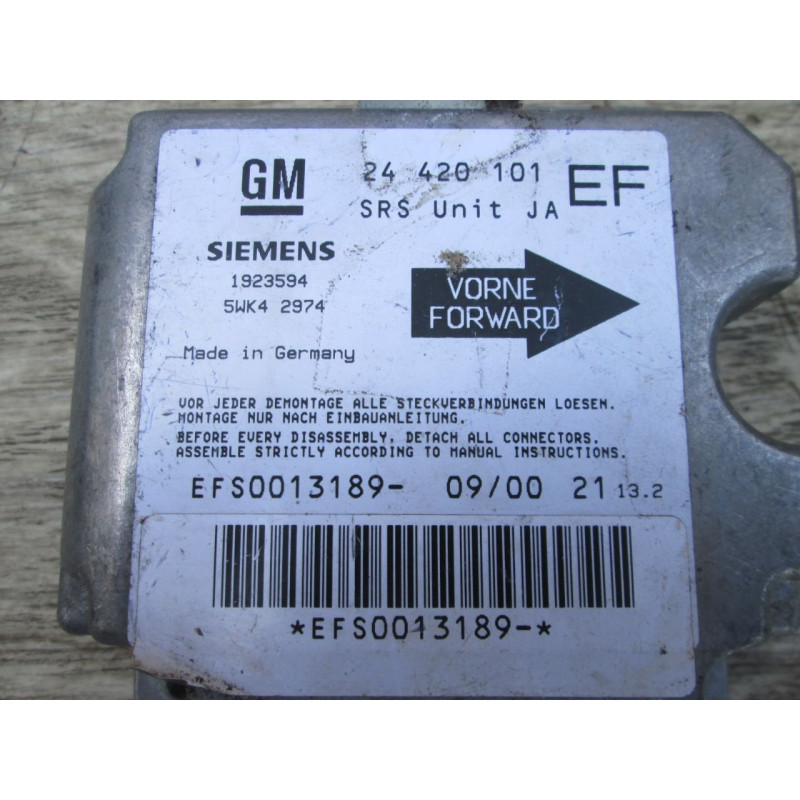 GM 24 420 101 EF
SRS Unit JA
SIEMENS
1923594
5WK4 2974
VORNE
FORWARD
Made in Germany
VOR JEDER DEMONTAGE ALLE STECKVERBINDUNGEN LOESEN.
MONTAGE NUR NACH EINBAUANLEITUNG.
BEFORE EVERY DISASSEMBLY, DETACH ALL CONNECTORS.
ASSEMBLE STRICTLY ACCORDING TO MANUAL INSTRUCTIONS.
EFS0013189- 09/00 21 13.2
*EFS0013189-*